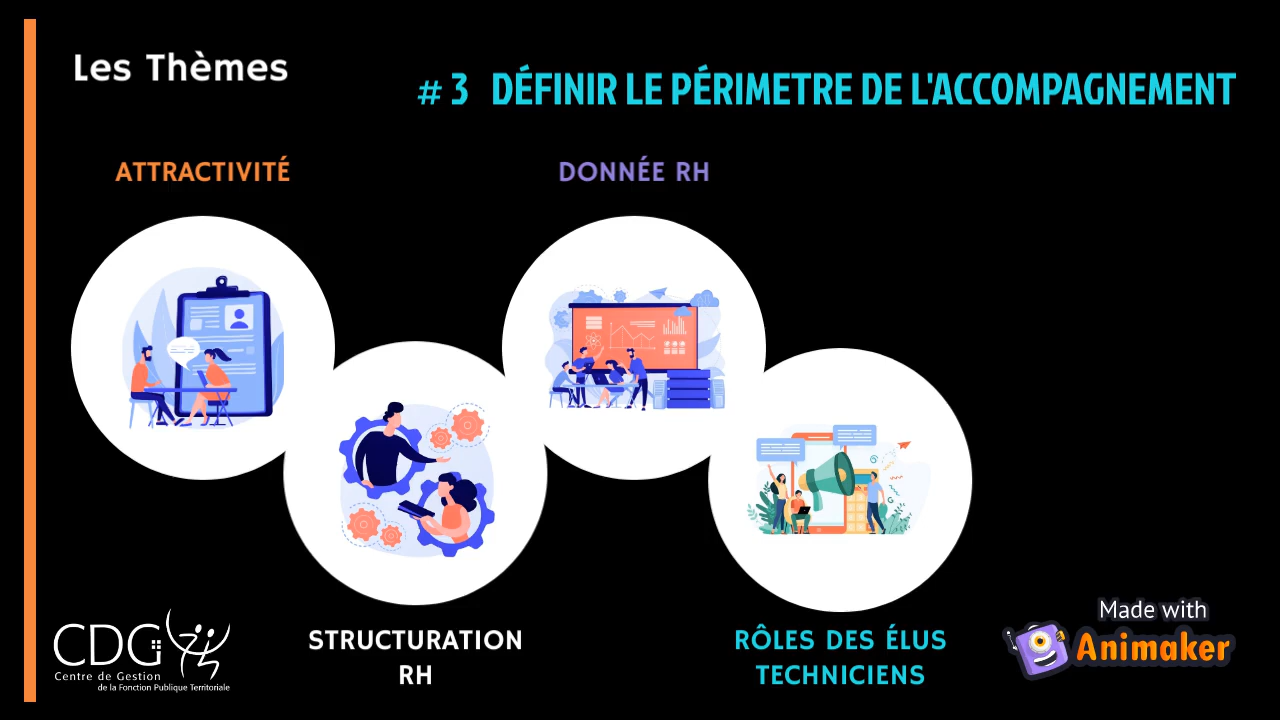 Les Thèmes
# 3 DÉFINIR LE PÉRIMETRE DE L'ACCOMPAGNEMENT
ATTRACTIVITÉ
DONNÉE RH
STRUCTURATION
RH
RÔLES DES ÉLUS
TECHNICIENS
CDG
Centre de Gestion
de la Fonction Publique Territoriale
Made with
Animaker